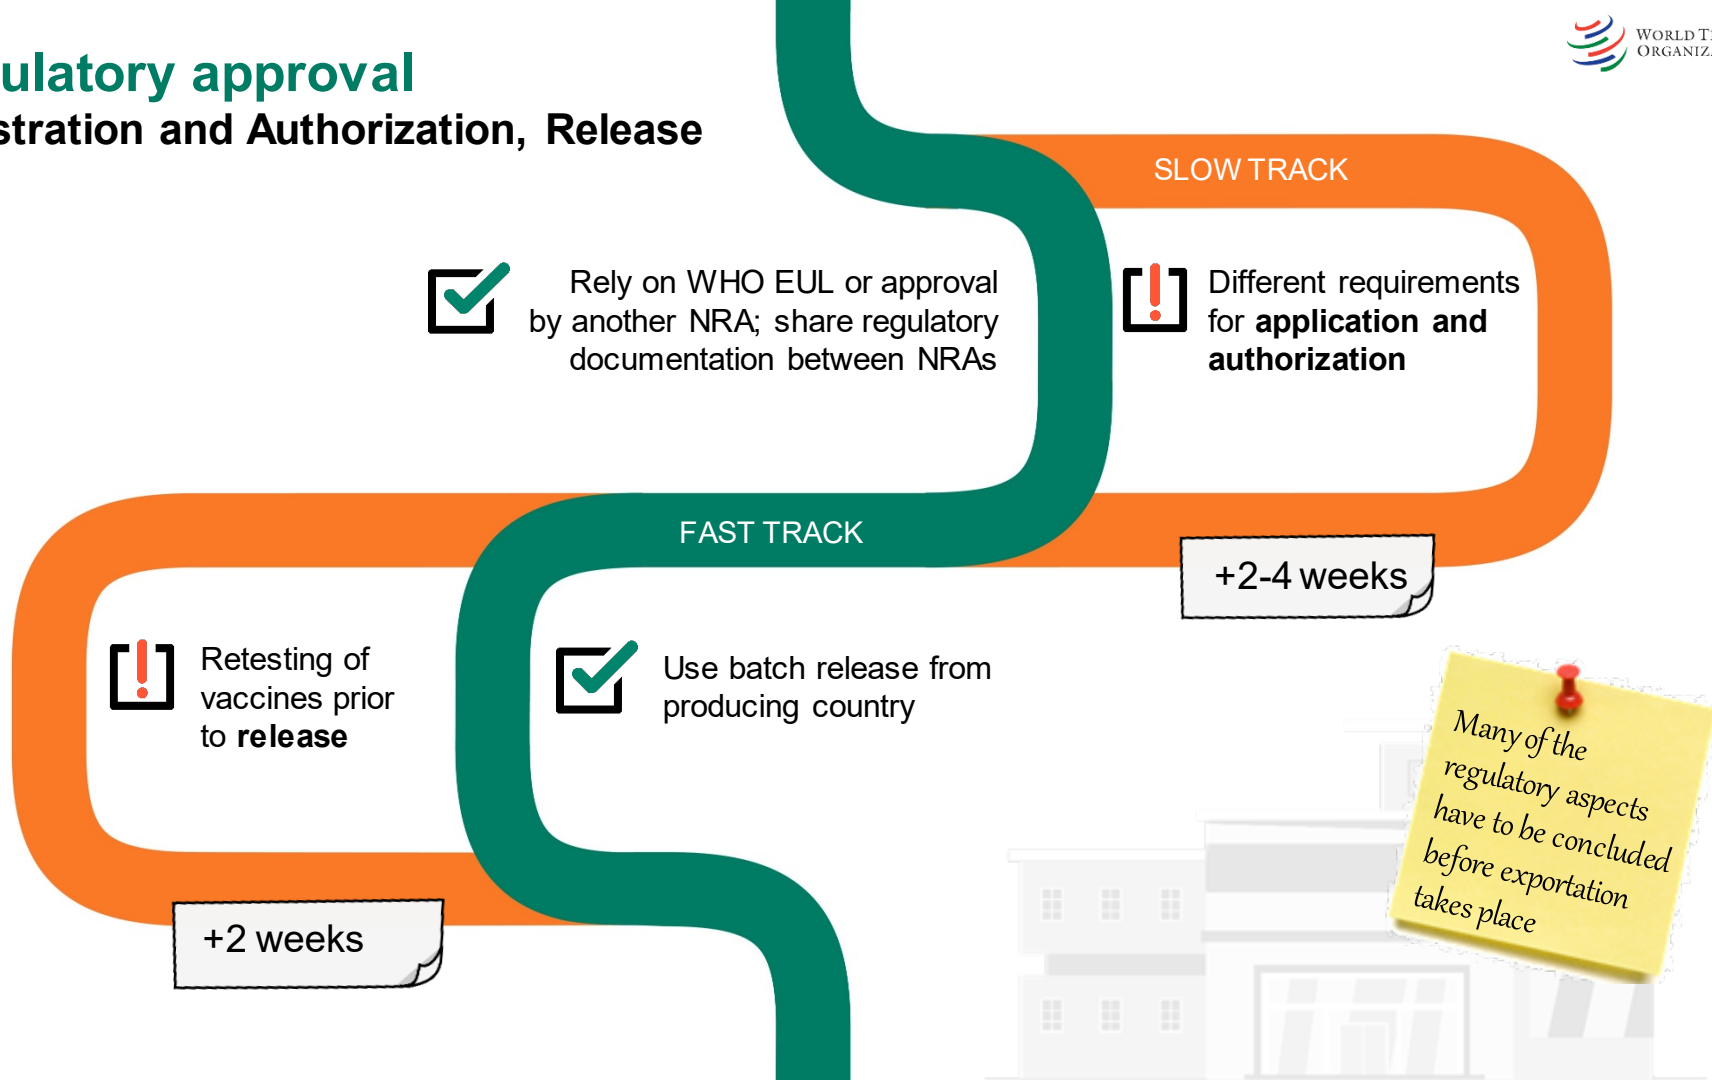 ulatory approval
stration and Authorization, Release
WORLD T
ORGANIZ
SLOW TRACK
Rely on WHO EUL or approval
by another NRA; share regulatory
documentation between NRAs
Different requirements
for application and
authorization
FAST TRACK
+2-4 weeks
Retesting of
vaccines prior
to release
Use batch release from
producing country
Many of the
regulatory aspects
have to be concluded
before exportation
takes place
+2 weeks